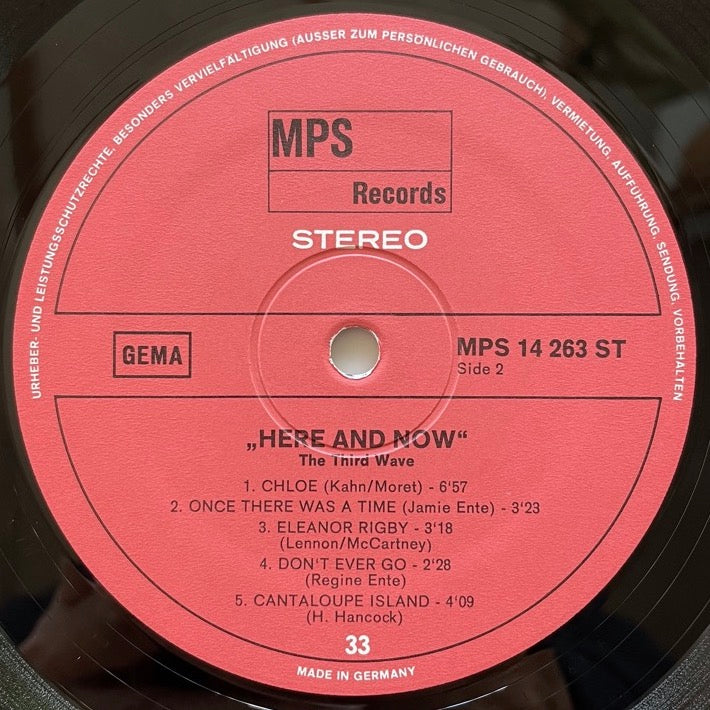 URHEBER- UND LEISTUNGSSCHUTZRECHTE, BESONDERS VERVIELFÄLTIGUNG (AUSSER ZUM PERSÖNLICHEN GEBRAUCH), VERMIETUNG, AUFFÜHRUNG, SENDUNG, VORBEHALTEN
MPS
Records
STEREO
GEMA
MPS 14 263 ST
Side 2
„HERE AND NOW“
The Third Wave
1. CHLOE (Kahn/Moret) - 6'57
2. ONCE THERE WAS A TIME (Jamie Ente) - 3'23
3. ELEANOR RIGBY - 3'18
(Lennon/McCartney)
4. DON'T EVER GO - 2'28
(Regine Ente)
5. CANTALOUPE ISLAND - 4'09
(H. Hancock)
33
MADE IN GERMANY